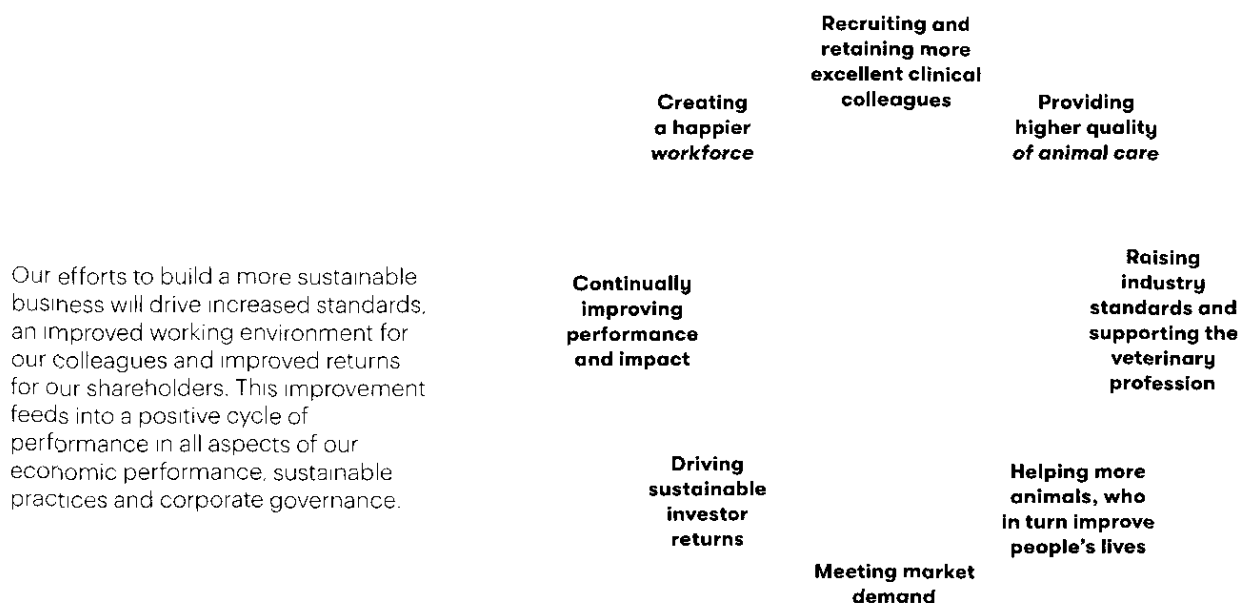 Our efforts to build a more sustainable
business will drive increased standards,
an improved working environment for
our colleagues and improved returns
for our shareholders. This improvement
feeds into a positive cycle of
performance in all aspects of our
economic performance, sustainable
practices and corporate governance.
Recruiting and
retaining more
excellent clinical
colleagues
Providing
higher quality
of animal care
Raising
industry
standards and
supporting the
veterinary
profession
Helping more
animals, who
in turn improve
people's lives
Meeting market
demand
Driving
sustainable
investor
returns
Continually
improving
performance
and impact
Creating
a happier
workforce